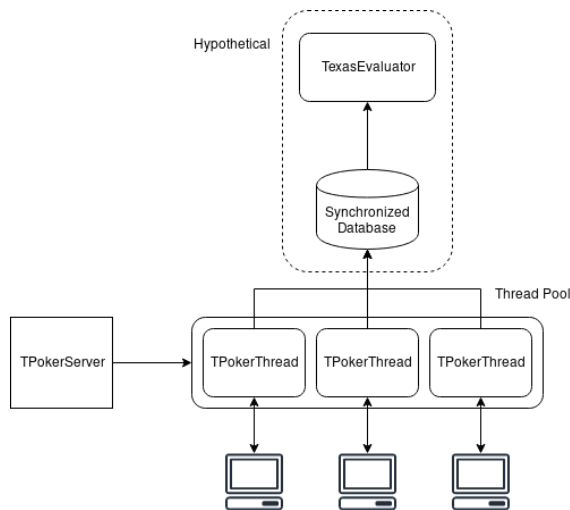 Hypothetical
TexasEvaluator
Synchronized
Database
Thread Pool
TPokerServer
TPokerThread
TPokerThread
TPokerThread